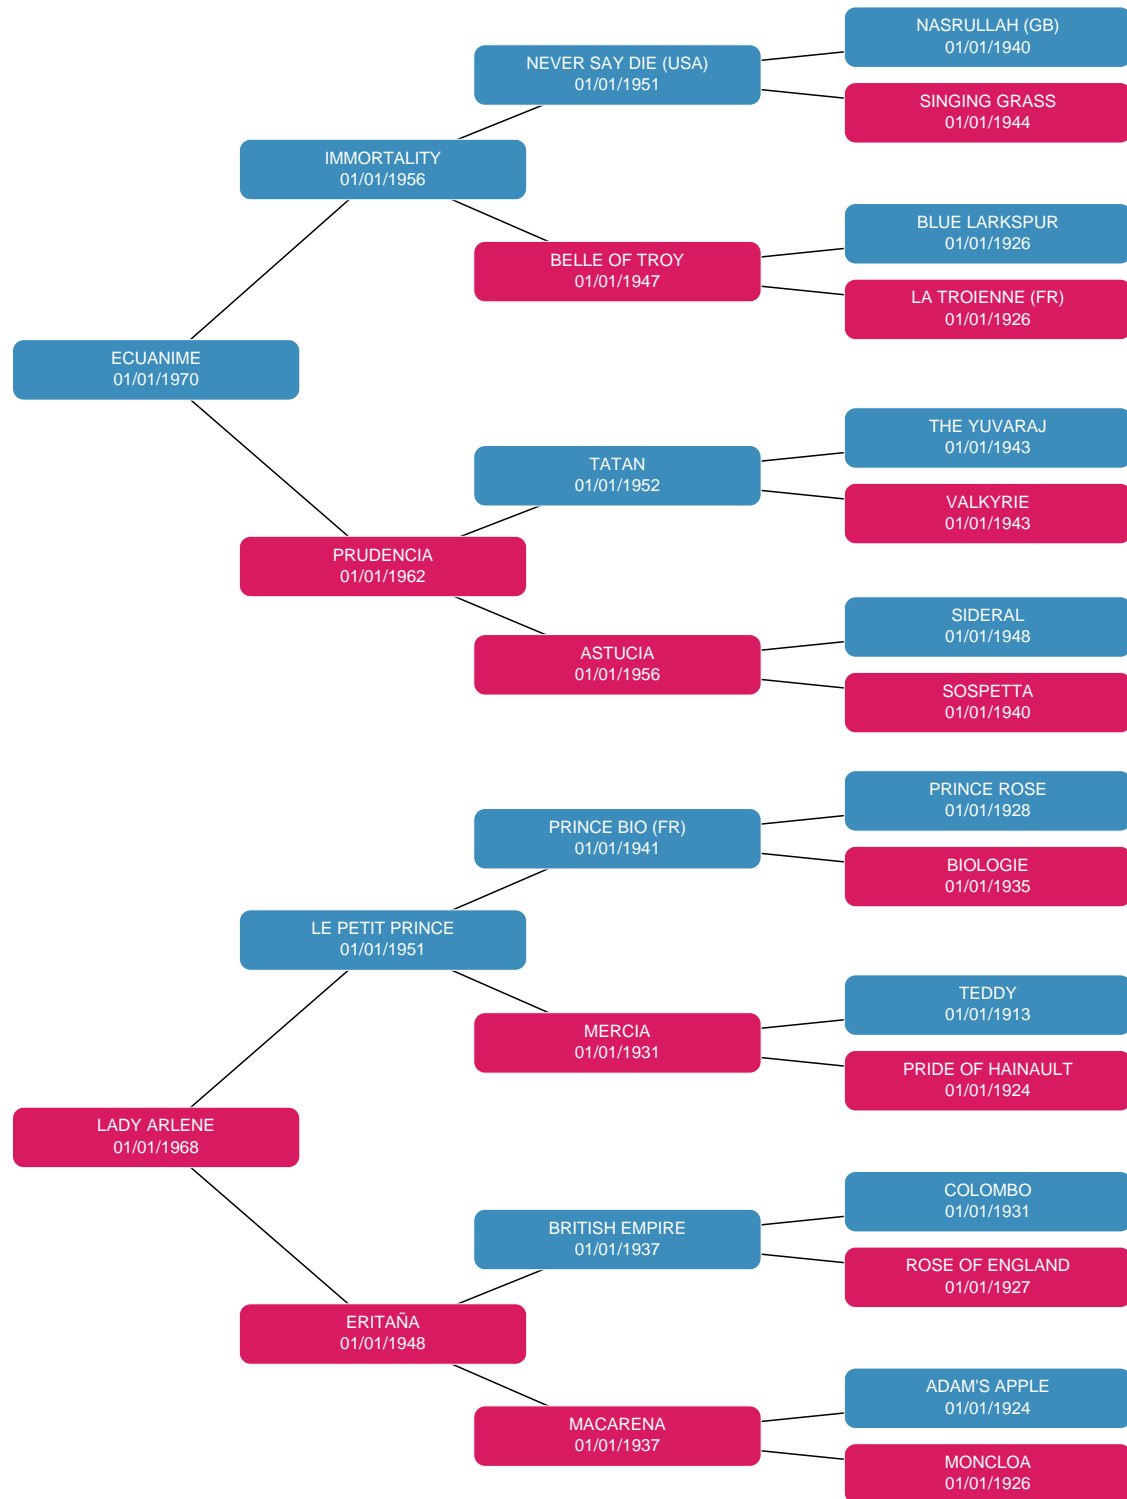 NASRULLAH (GB)
01/01/1940
NEVER SAY DIE (USA)
01/01/1951
SINGING GRASS
01/01/1944
IMMORTALITY
01/01/1956
BLUE LARKSPUR
01/01/1926
BELLE OF TROY
01/01/1947
LA TROIENNE (FR)
01/01/1926
ECUANIME
01/01/1970
THE YUVARAJ
01/01/1943
TATAN
01/01/1952
VALKYRIE
01/01/1943
PRUDENCIA
01/01/1962
SIDERAL
01/01/1948
ASTUCIA
01/01/1956
SOSPETTA
01/01/1940
PRINCE ROSE
01/01/1928
PRINCE BIO (FR)
01/01/1941
BIOLOGIE
01/01/1935
LE PETIT PRINCE
01/01/1951
TEDDY
01/01/1913
MERCIA
01/01/1931
PRIDE OF HAINAULT
01/01/1924
LADY ARLENE
01/01/1968
COLOMBO
01/01/1931
BRITISH EMPIRE
01/01/1937
ROSE OF ENGLAND
01/01/1927
ERITAÑA
01/01/1948
ADAM'S APPLE
01/01/1924
MACARENA
01/01/1937
MONCLOA
01/01/1926